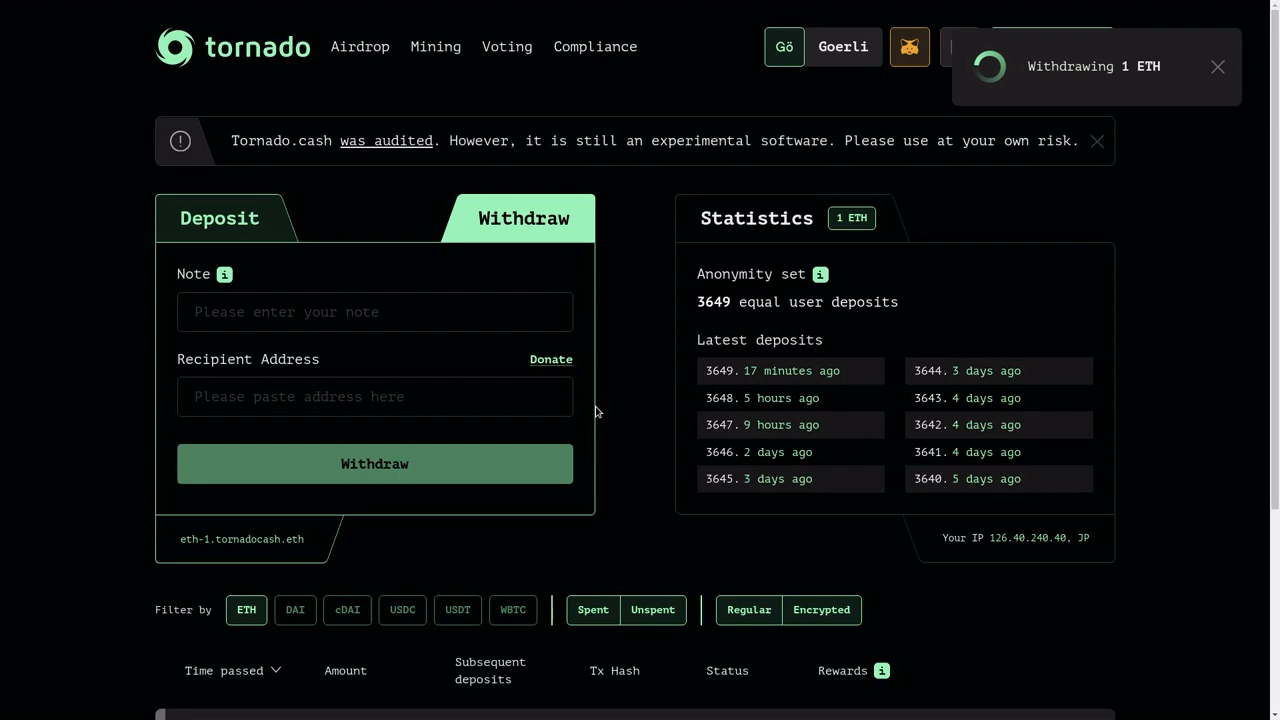 tornado Airdrop Mining Voting Compliance Gö Goerli
Withdrawing 1 ETH
Tornado.cash was audited. However, it is still an experimental software. Please use at your own risk.
Deposit Withdraw
Note i
Please enter your note
Recipient Address Donate
Please paste address here
Withdraw
eth-1.tornadocash.eth
Statistics 1 ETH
Anonymity set i
3649 equal user deposits
Latest deposits
3649. 17 minutes ago 3644. 3 days ago
3648. 5 hours ago 3643. 4 days ago
3647. 9 hours ago 3642. 4 days ago
3646. 2 days ago 3641. 4 days ago
3645. 3 days ago 3640. 5 days ago
Your IP 126.40.240.40, JP
Filter by ETH DAI cDAI USDC USDT WBTC Spent Unspent Regular Encrypted
Time passed Amount Subsequent deposits Tx Hash Status Rewards i